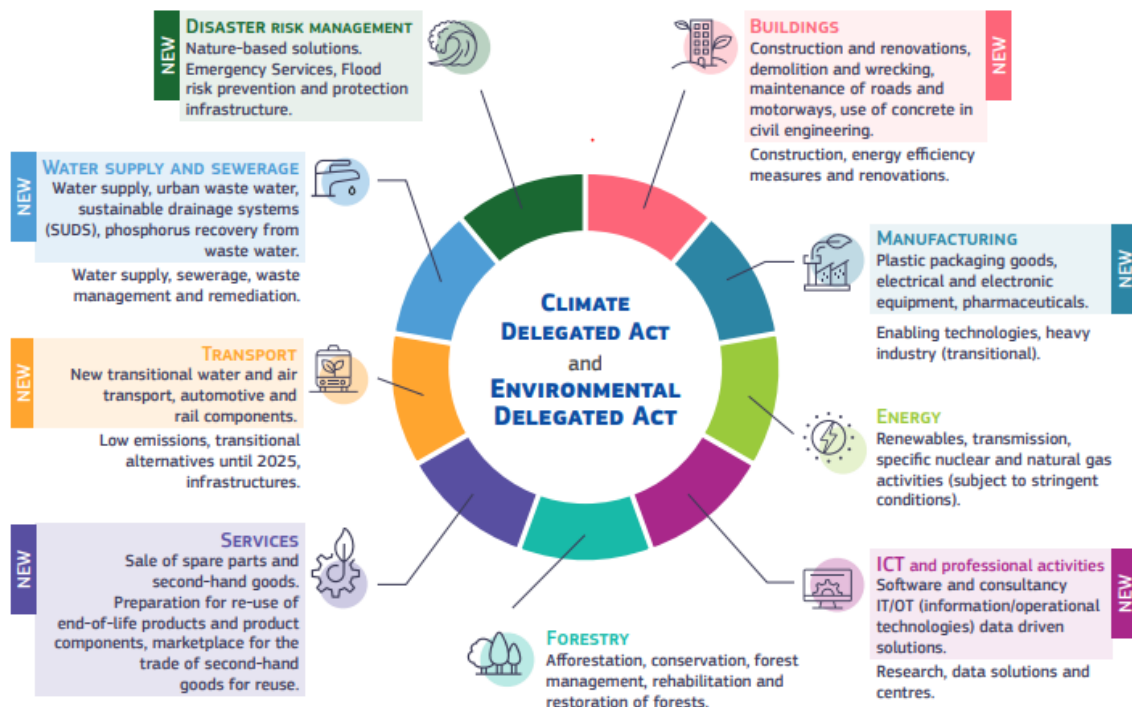 NEW
DISASTER RISK MANAGEMENT
Nature-based solutions.
Emergency Services, Flood
risk prevention and protection
infrastructure.
BUILDINGS
Construction and renovations,
demolition and wrecking,
maintenance of roads and
motorways, use of concrete in
civil engineering.
NEW
Construction, energy efficiency
measures and renovations.
NEW
WATER SUPPLY AND SEWERAGE
Water supply, urban waste water,
sustainable drainage systems
(SUDS), phosphorus recovery from
waste water.
Water supply, sewerage, waste
management and remediation.
MANUFACTURING
Plastic packaging goods,
electrical and electronic
equipment, pharmaceuticals.
NEW
Enabling technologies, heavy
industry (transitional).
CLIMATE
DELEGATED ACT
and
ENVIRONMENTAL
DELEGATED ACT
NEW
TRANSPORT
New transitional water and air
transport, automotive and
rail components.
Low emissions, transitional
alternatives until 2025,
infrastructures.
ENERGY
Renewables, transmission,
specific nuclear and natural gas
activities (subject to stringent
conditions).
NEW
SERVICES
Sale of spare parts and
second-hand goods.
Preparation for re-use of
end-of-life products and product
components, marketplace for the
trade of second-hand
goods for reuse.
FORESTRY
Afforestation, conservation, forest
management, rehabilitation and
restoration of forests.
ICT and professional activities
Software and consultancy
IT/OT (information/operational
technologies) data driven
solutions.
NEW
Research, data solutions and
centres.